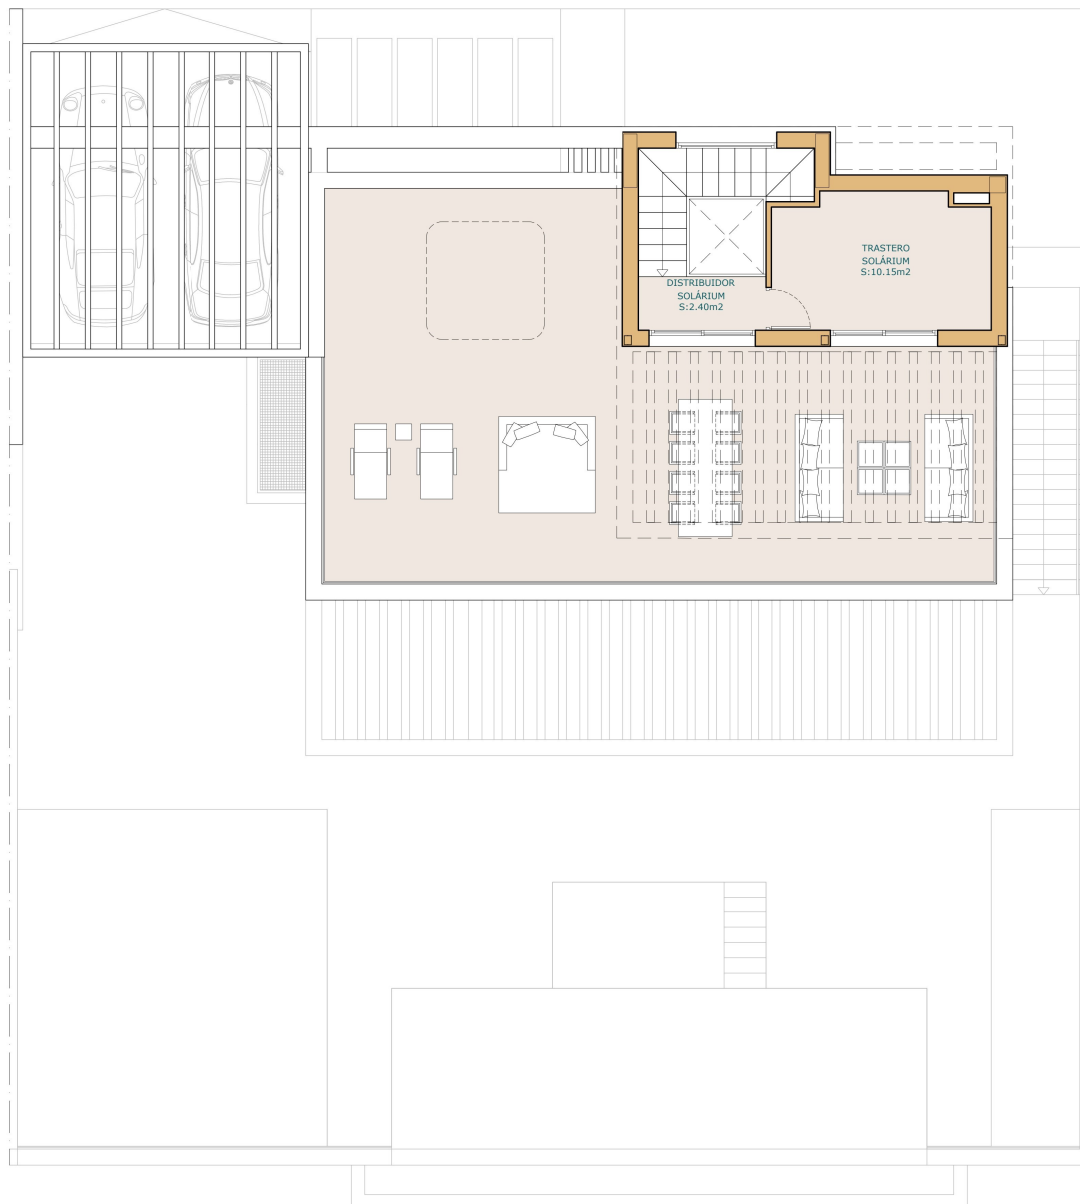 TRASTERO
SOLÁRIUM
S:10.15m2
DISTRIBUIDOR
SOLÁRIUM
S:2.40m2